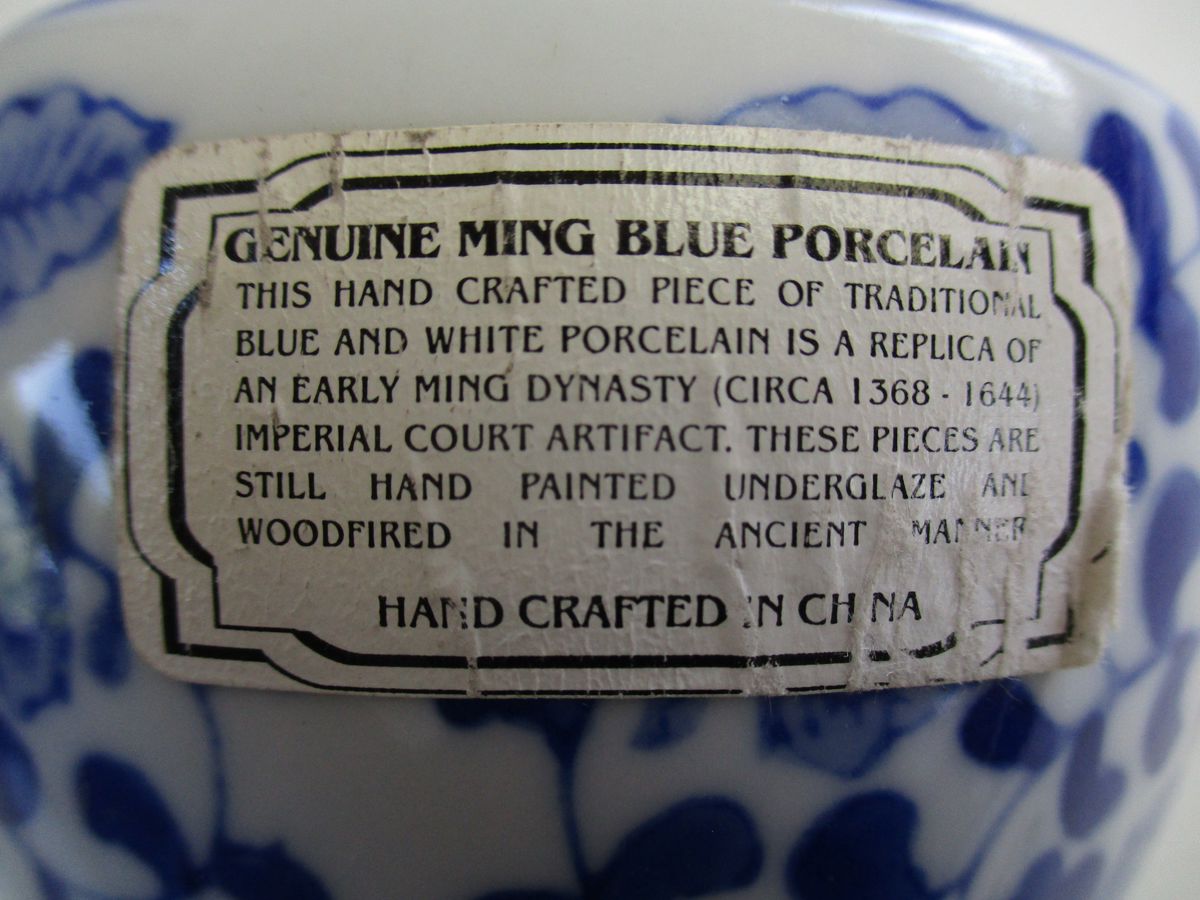 GENUINE MING BLUE PORCELAIN
THIS HAND CRAFTED PIECE OF TRADITIONAL
BLUE AND WHITE PORCELAIN IS A REPLICA OF
AN EARLY MING DYNASTY (CIRCA 1368 - 1644)
IMPERIAL COURT ARTIFACT. THESE PIECES ARE
STILL HAND PAINTED UNDERGLAZE AND
WOODFIRED IN THE ANCIENT MANNER.
HAND CRAFTED IN CHINA